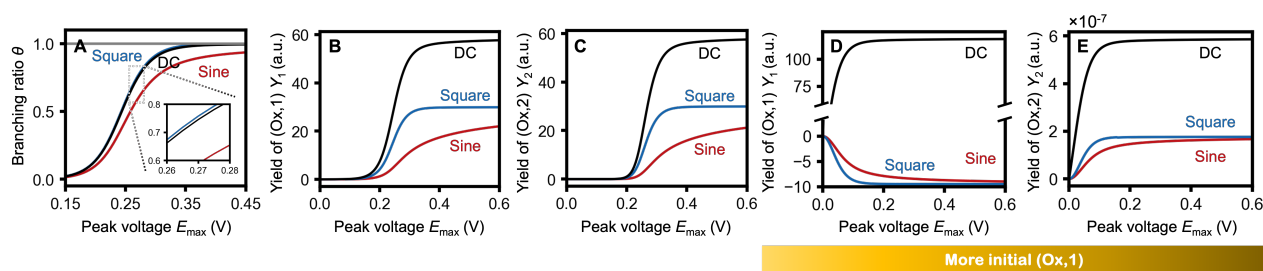 ×10⁻⁷
A
Square
DC
Sine
Branching ratio θ
1.0
0.5
0.0
0.8
0.7
0.6
0.26
0.27
0.28
0.15
0.25
0.35
0.45
Peak voltage Emax (V)
B
DC
Square
Sine
Yield of (Ox,1) Y1 (a.u.)
60
40
20
0
0.0
0.2
0.4
0.6
Peak voltage Emax (V)
C
DC
Square
Sine
Yield of (Ox,2) Y2 (a.u.)
60
40
20
0
0.0
0.2
0.4
0.6
Peak voltage Emax (V)
D
DC
Square
Sine
Yield of (Ox,1) Y1 (a.u.)
100
75
0
−5
−10
0.0
0.2
0.4
0.6
Peak voltage Emax (V)
E
DC
Square
Sine
Yield of (Ox,2) Y2 (a.u.)
6
4
2
0
0.0
0.2
0.4
0.6
Peak voltage Emax (V)
More initial (Ox,1)